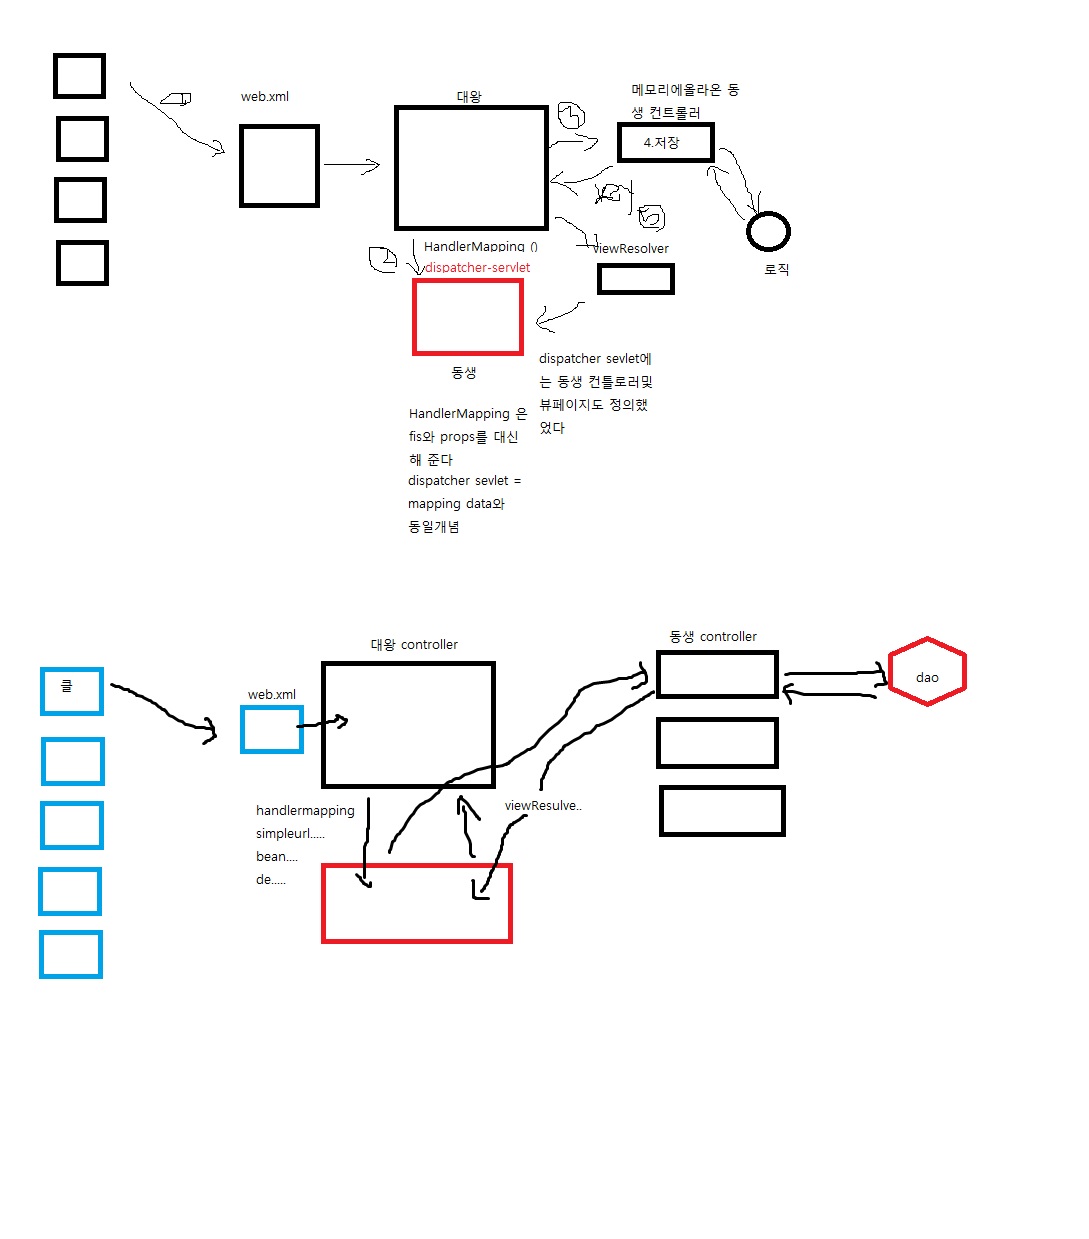 web.xml
대왕
메모리에올라온 동
생 컨트롤러
4.저장
HandlerMapping ()
dispatcher-servlet
viewResolver
로직
동생
dispatcher sevlet에
는 동생 컨틀로러및
뷰페이지도 정의했
었다
HandlerMapping 은
fis와 props를 대신
해 준다
dispatcher sevlet =
mapping data와
동일개념
대왕 controller
동생 controller
클
web.xml
dao
handlermapping
simpleurl.....
bean....
de.....
viewResulve..